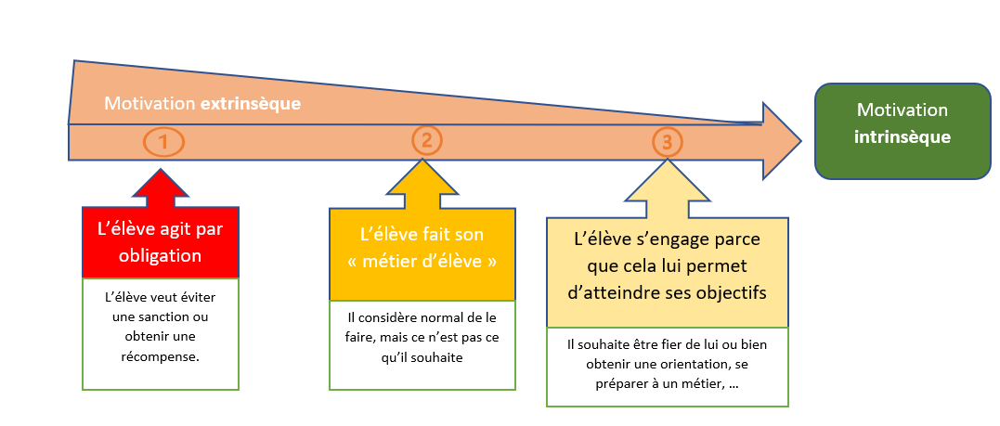 Motivation extrinsèque
Motivation
intrinsèque
1
2
3
L’élève agit par
obligation
L’élève veut éviter
une sanction ou
obtenir une
récompense.
L’élève fait son
« métier d’élève »
Il considère normal de le
faire, mais ce n’est pas ce
qu’il souhaite
L’élève s’engage parce
que cela lui permet
d’atteindre ses objectifs
Il souhaite être fier de lui ou bien
obtenir une orientation, se
préparer à un métier, …